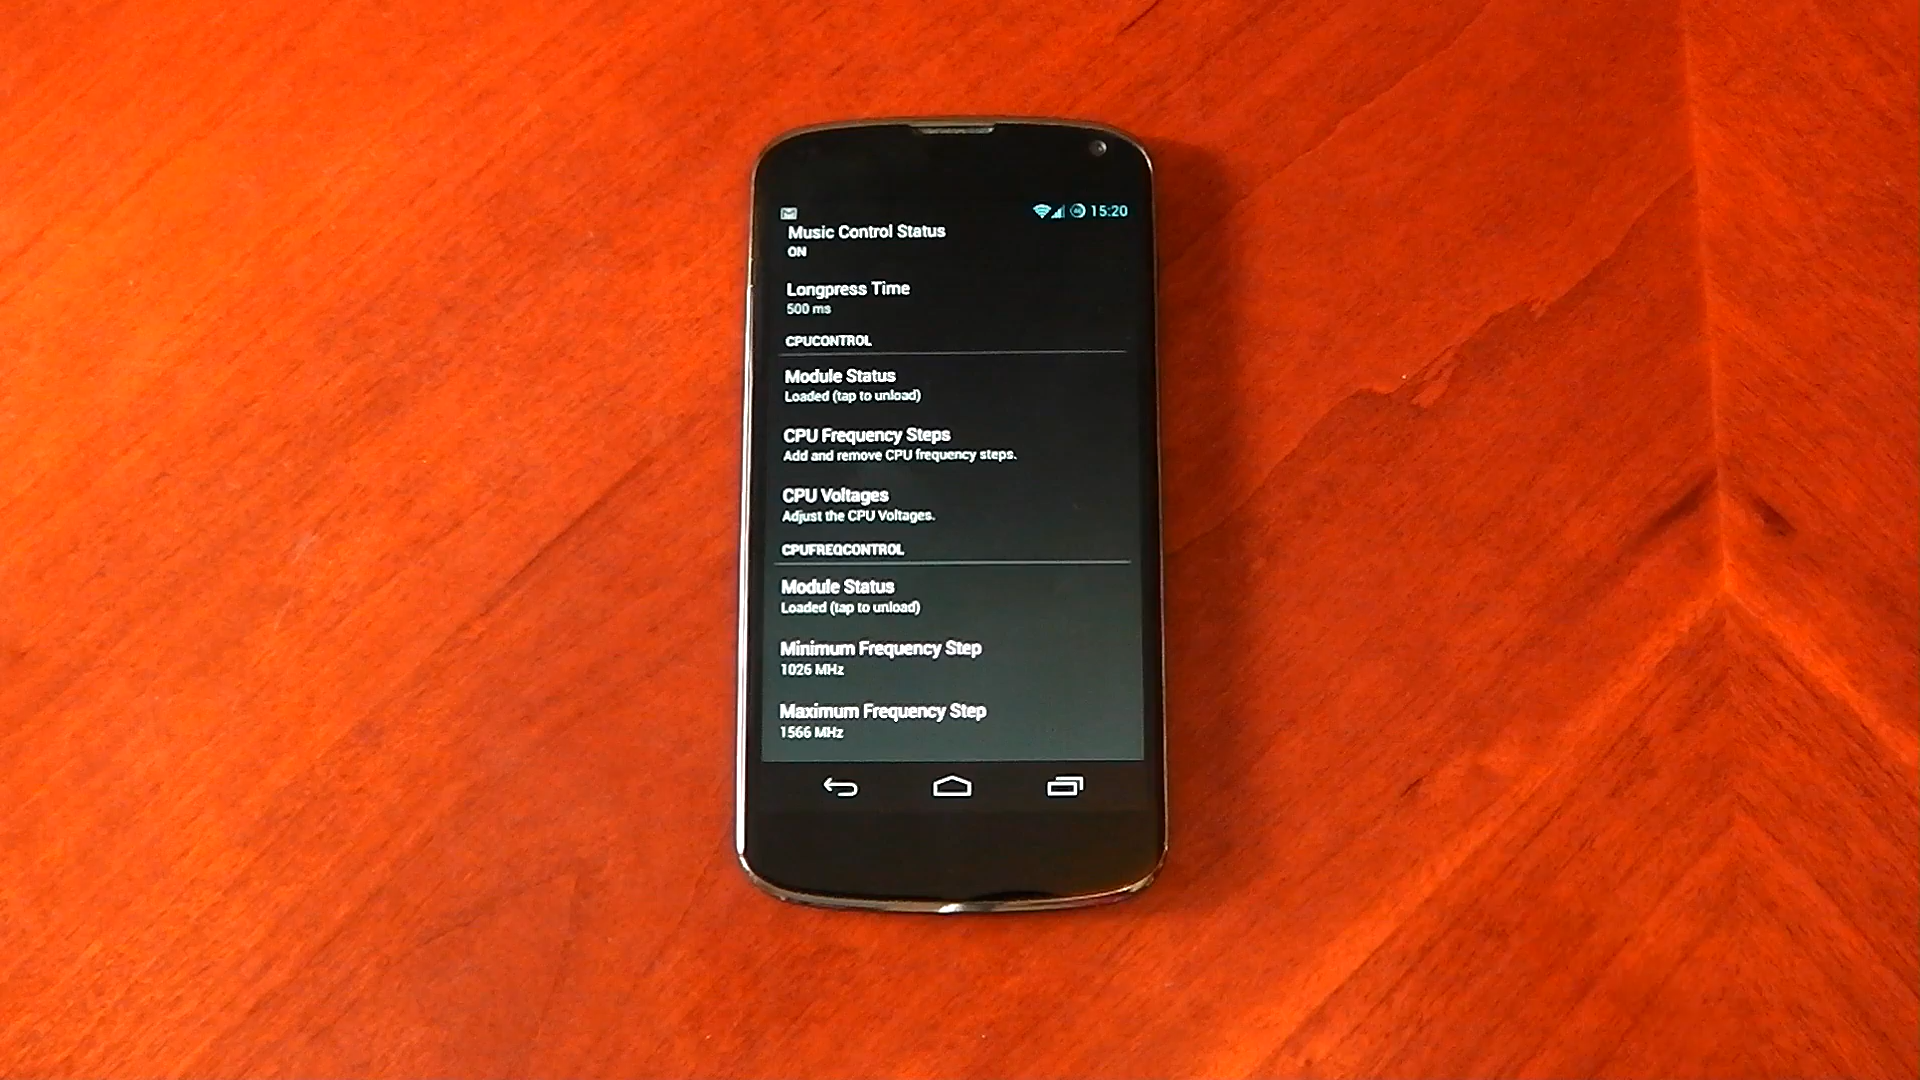 15:20
Music Control Status
ON
Longpress Time
500 ms
CPUCONTROL
Module Status
Loaded (tap to unload)
CPU Frequency Steps
Add and remove CPU frequency steps.
CPU Voltages
Adjust the CPU Voltages.
CPUFREQCONTROL
Module Status
Loaded (tap to unload)
Minimum Frequency Step
1026 MHz
Maximum Frequency Step
1566 MHz